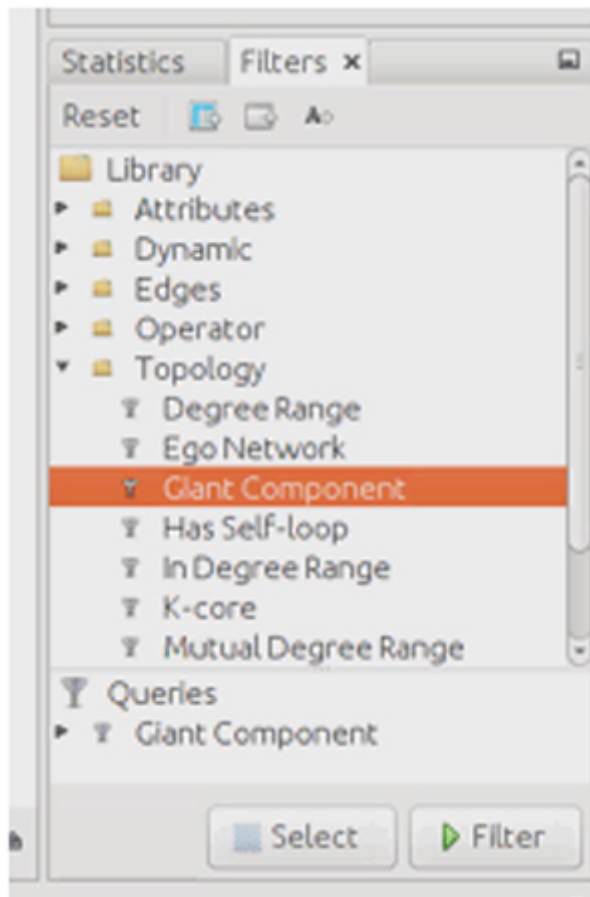 Statistics Filters
Reset
Library
Attributes
Dynamic
Edges
Operator
Topology
Degree Range
Ego Network
Giant Component
Has Self-loop
In Degree Range
K-core
Mutual Degree Range
Queries
Giant Component
Select Filter